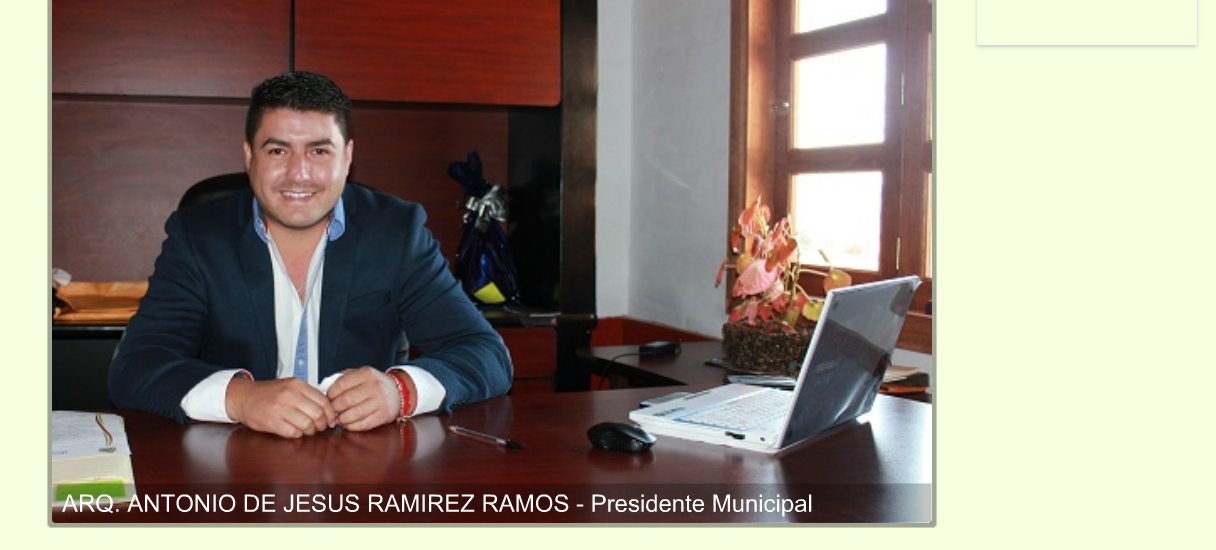 ARQ. ANTONIO DE JESUS RAMIREZ RAMOS - Presidente Municipal